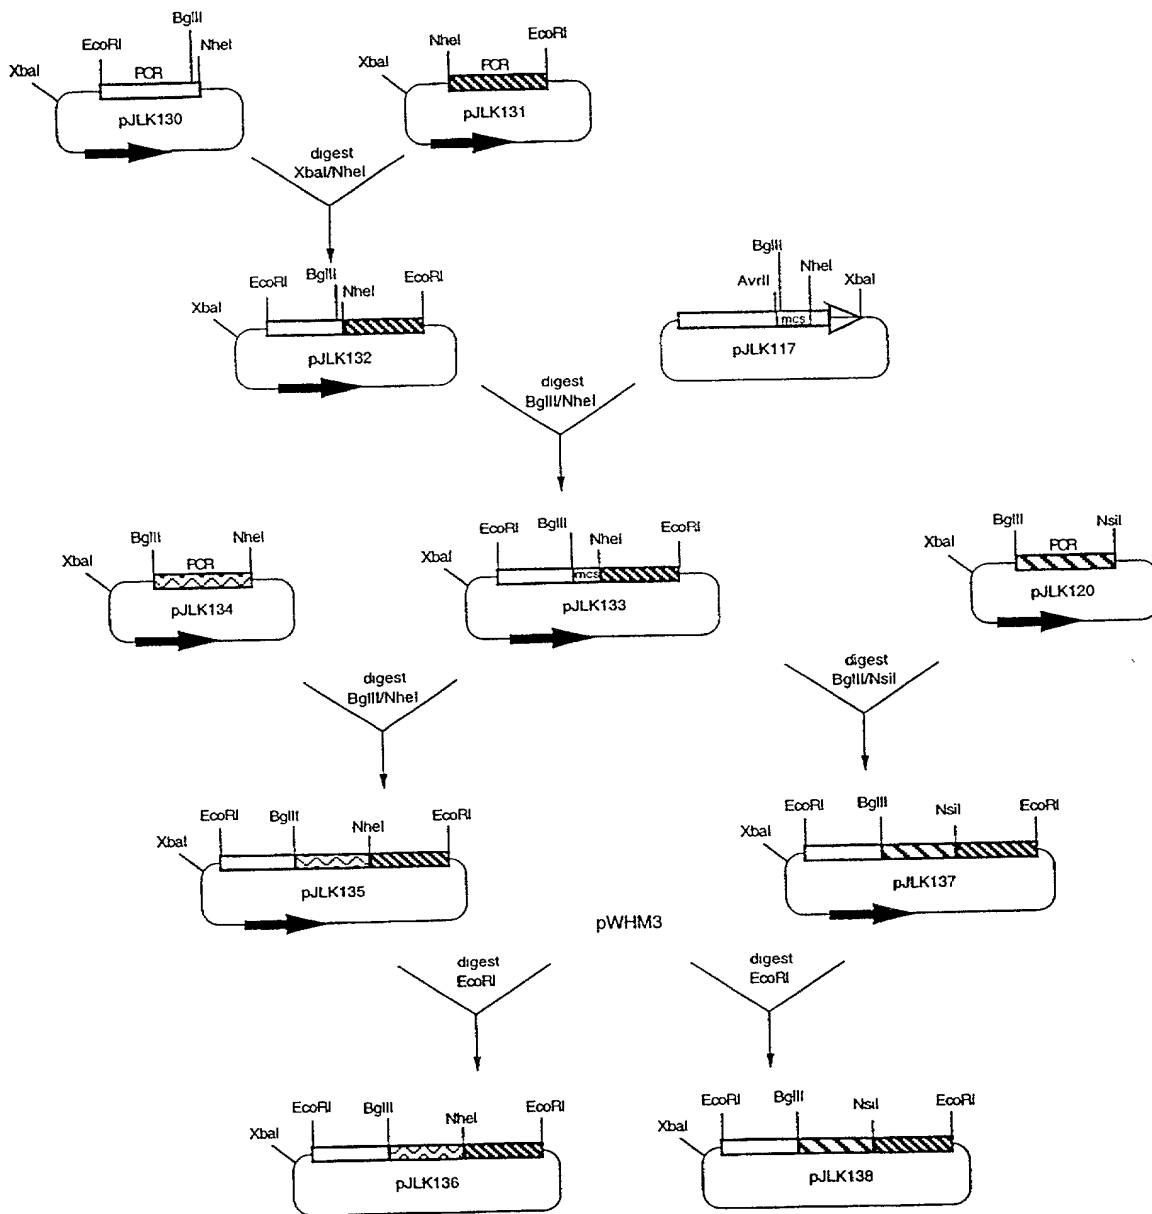 BglII
EcoRI
NheI
XbaI
PCR
pJLK130
NheI
EcoRI
XbaI
PCR
pJLK131
digest
XbaI/NheI
BglII
EcoRI
NheI
EcoRI
XbaI
pJLK132
BglII
NheI
AvrII
XbaI
mcs
pJLK117
digest
BglII/NheI
BglII
NheI
XbaI
PCR
pJLK134
EcoRI
BglII
NheI
EcoRI
XbaI
mcs
pJLK133
BglII
NsiI
XbaI
PCR
pJLK120
digest
BglII/NheI
digest
BglII/NsiI
EcoRI
BglII
NheI
EcoRI
XbaI
pJLK135
EcoRI
BglII
NsiI
EcoRI
XbaI
pJLK137
pWHM3
digest
EcoRI
digest
EcoRI
EcoRI
BglII
NheI
EcoRI
XbaI
pJLK136
EcoRI
BglII
NsiI
EcoRI
XbaI
pJLK138